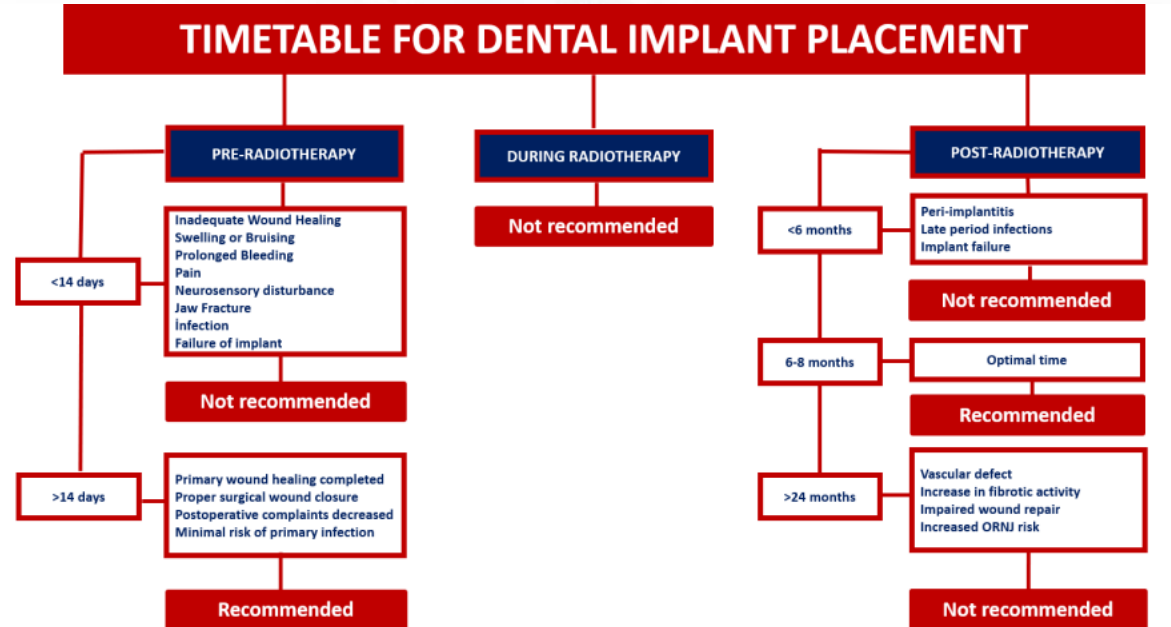 TIMETABLE FOR DENTAL IMPLANT PLACEMENT
PRE-RADIOTHERAPY
<14 days
Inadequate Wound Healing
Swelling or Bruising
Prolonged Bleeding
Pain
Neurosensory disturbance
Jaw Fracture
İnfection
Failure of implant
Not recommended
>14 days
Primary wound healing completed
Proper surgical wound closure
Postoperative complaints decreased
Minimal risk of primary infection
Recommended
DURING RADIOTHERAPY
Not recommended
POST-RADIOTHERAPY
<6 months
Peri-implantitis
Late period infections
Implant failure
Not recommended
6-8 months
Optimal time
Recommended
>24 months
Vascular defect
Increase in fibrotic activity
Impaired wound repair
Increased ORNJ risk
Not recommended